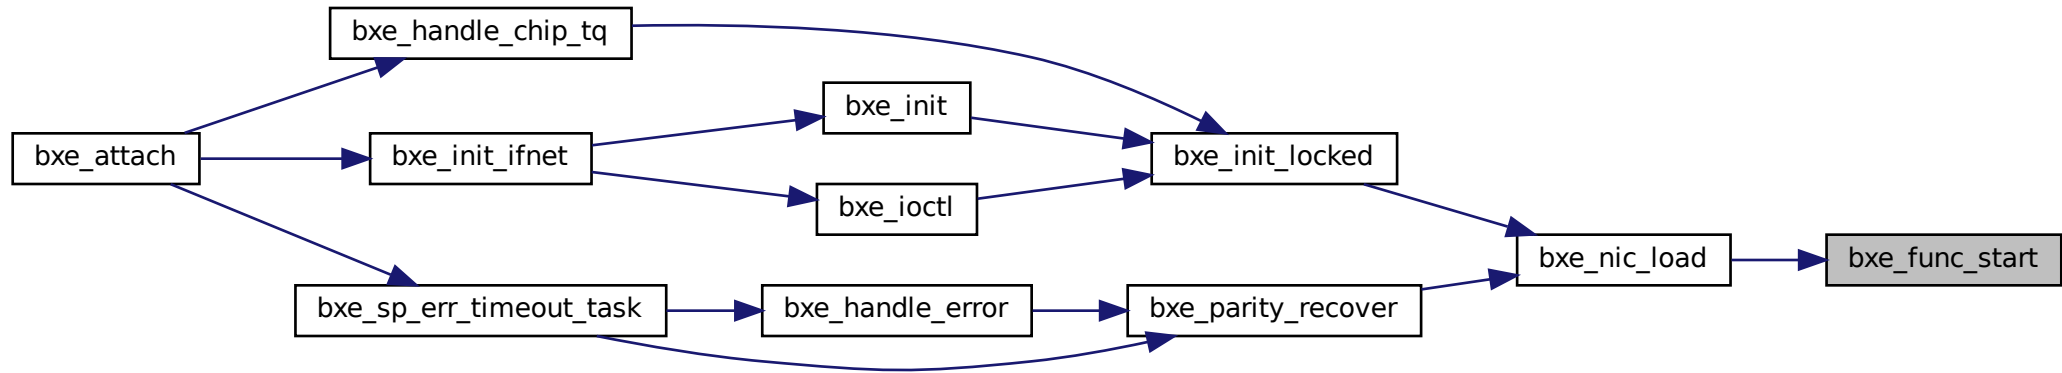 bxe_handle_chip_tq
bxe_init
bxe_attach
bxe_init_ifnet
bxe_init_locked
bxe_ioctl
bxe_nic_load
bxe_func_start
bxe_sp_err_timeout_task
bxe_handle_error
bxe_parity_recover